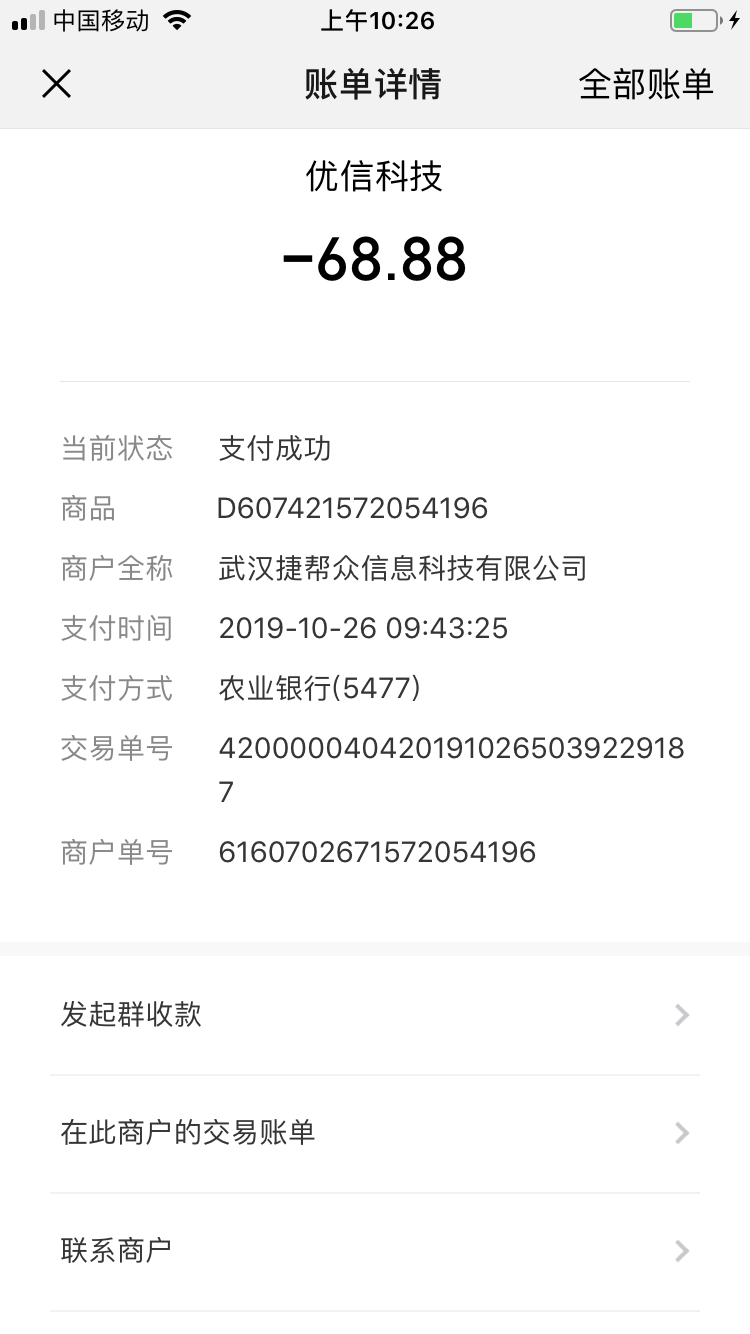 中国移动 上午10:26
账单详情 全部账单
优信科技
-68.88
当前状态 支付成功
商品 D607421572054196
商户全称 武汉捷帮众信息科技有限公司
支付时间 2019-10-26 09:43:25
支付方式 农业银行(5477)
交易单号 420000040420191026503922918
7
商户单号 6160702671572054196
发起群收款
在此商户的交易账单
联系商户